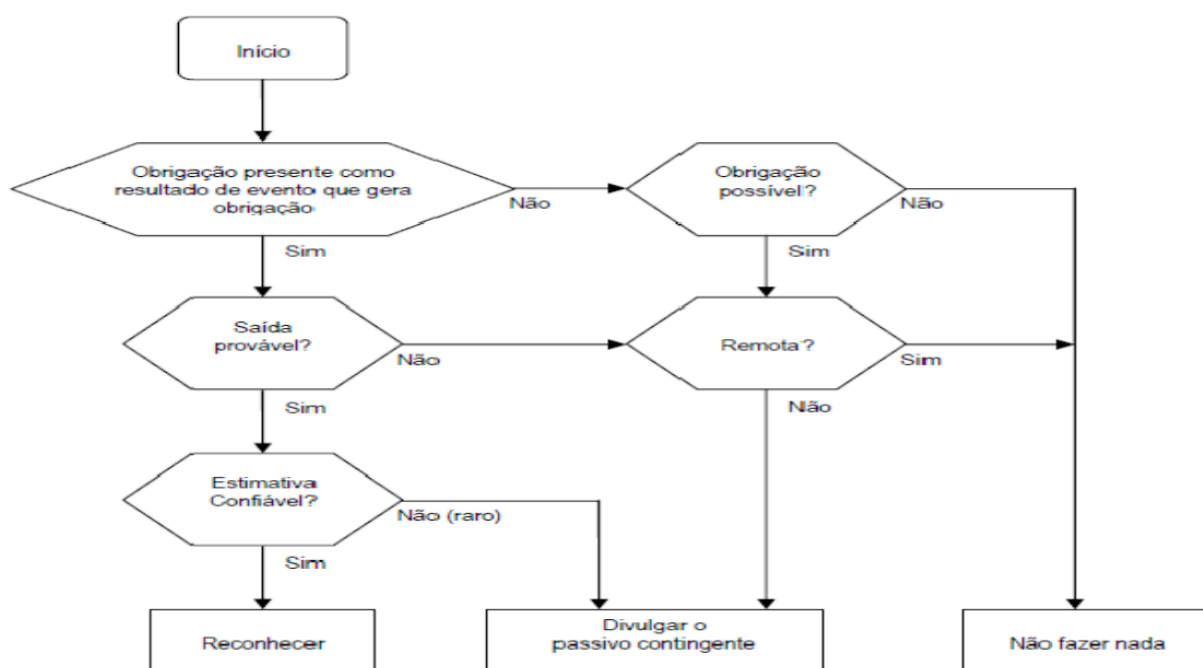 Início
Obrigação presente como
resultado de evento que gera
obrigação
Não
Obrigação
possível?
Não
Sim
Sim
Saída
provável?
Não
Remota?
Sim
Sim
Não
Estimativa
Confiável?
Não (raro)
Sim
Reconhecer
Divulgar o
passivo contingente
Não fazer nada